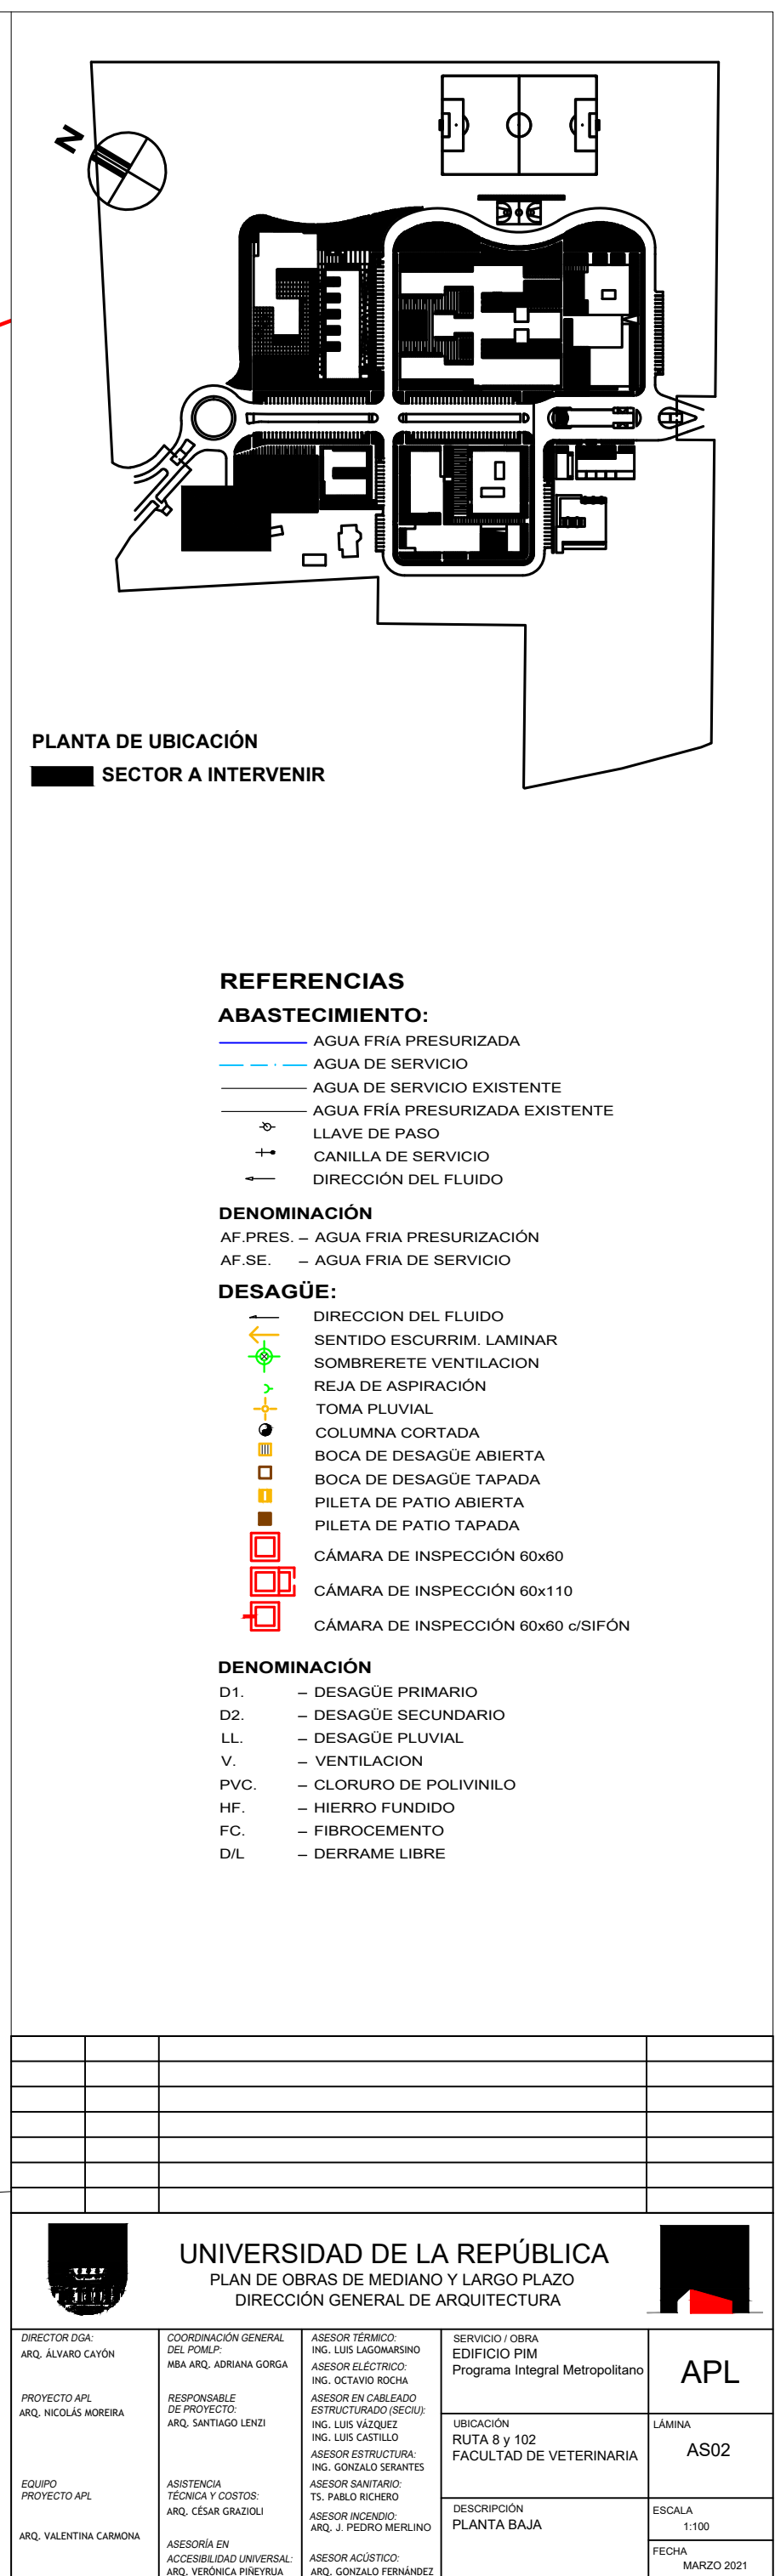 N
PLANTA DE UBICACIÓN
SECTOR A INTERVENIR
REFERENCIAS
ABASTECIMIENTO:
AGUA FRíA PRESURIZADA
AGUA DE SERVICIO
AGUA DE SERVICIO EXISTENTE
AGUA FRÍA PRESURIZADA EXISTENTE
LLAVE DE PASO
CANILLA DE SERVICIO
DIRECCIÓN DEL FLUIDO
DENOMINACIÓN
AF.PRES. – AGUA FRIA PRESURIZACIÓN
AF.SE. – AGUA FRIA DE SERVICIO
DESAGÜE:
DIRECCION DEL FLUIDO
SENTIDO ESCURRIM. LAMINAR
SOMBRERETE VENTILACION
REJA DE ASPIRACIÓN
TOMA PLUVIAL
COLUMNA CORTADA
BOCA DE DESAGÜE ABIERTA
BOCA DE DESAGÜE TAPADA
PILETA DE PATIO ABIERTA
PILETA DE PATIO TAPADA
CÁMARA DE INSPECCIÓN 60x60
CÁMARA DE INSPECCIÓN 60x110
CÁMARA DE INSPECCIÓN 60x60 c/SIFÓN
DENOMINACIÓN
D1. – DESAGÜE PRIMARIO
D2. – DESAGÜE SECUNDARIO
LL. – DESAGÜE PLUVIAL
V. – VENTILACION
PVC. – CLORURO DE POLIVINILO
HF. – HIERRO FUNDIDO
FC. – FIBROCEMENTO
D/L – DERRAME LIBRE
UNIVERSIDAD DE LA REPÚBLICA
PLAN DE OBRAS DE MEDIANO Y LARGO PLAZO
DIRECCIÓN GENERAL DE ARQUITECTURA
DIRECTOR DGA:
ARQ. ÁLVARO CAYÓN
PROYECTO APL
ARQ. NICOLÁS MOREIRA
EQUIPO
PROYECTO APL
ARQ. VALENTINA CARMONA
COORDINACIÓN GENERAL
DEL POMLP:
MBA ARQ. ADRIANA GORGA
RESPONSABLE
DE PROYECTO:
ARQ. SANTIAGO LENZI
ASISTENCIA
TÉCNICA Y COSTOS:
ARQ. CÉSAR GRAZIOLI
ASESORÍA EN
ACCESIBILIDAD UNIVERSAL:
ARQ. VERÓNICA PIÑEYRUA
ASESOR TÉRMICO:
ING. LUIS LAGOMARSINO
ASESOR ELÉCTRICO:
ING. OCTAVIO ROCHA
ASESOR EN CABLEADO
ESTRUCTURADO (SECIU):
ING. LUIS VÁZQUEZ
ING. LUIS CASTILLO
ASESOR ESTRUCTURA:
ING. GONZALO SERANTES
ASESOR SANITARIO:
TS. PABLO RICHERO
ASESOR INCENDIO:
ARQ. J. PEDRO MERLINO
ASESOR ACÚSTICO:
ARQ. GONZALO FERNÁNDEZ
SERVICIO / OBRA
EDIFICIO PIM
Programa Integral Metropolitano
UBICACIÓN
RUTA 8 y 102
FACULTAD DE VETERINARIA
DESCRIPCIÓN
PLANTA BAJA
APL
LÁMINA
AS02
ESCALA
1:100
FECHA
MARZO 2021